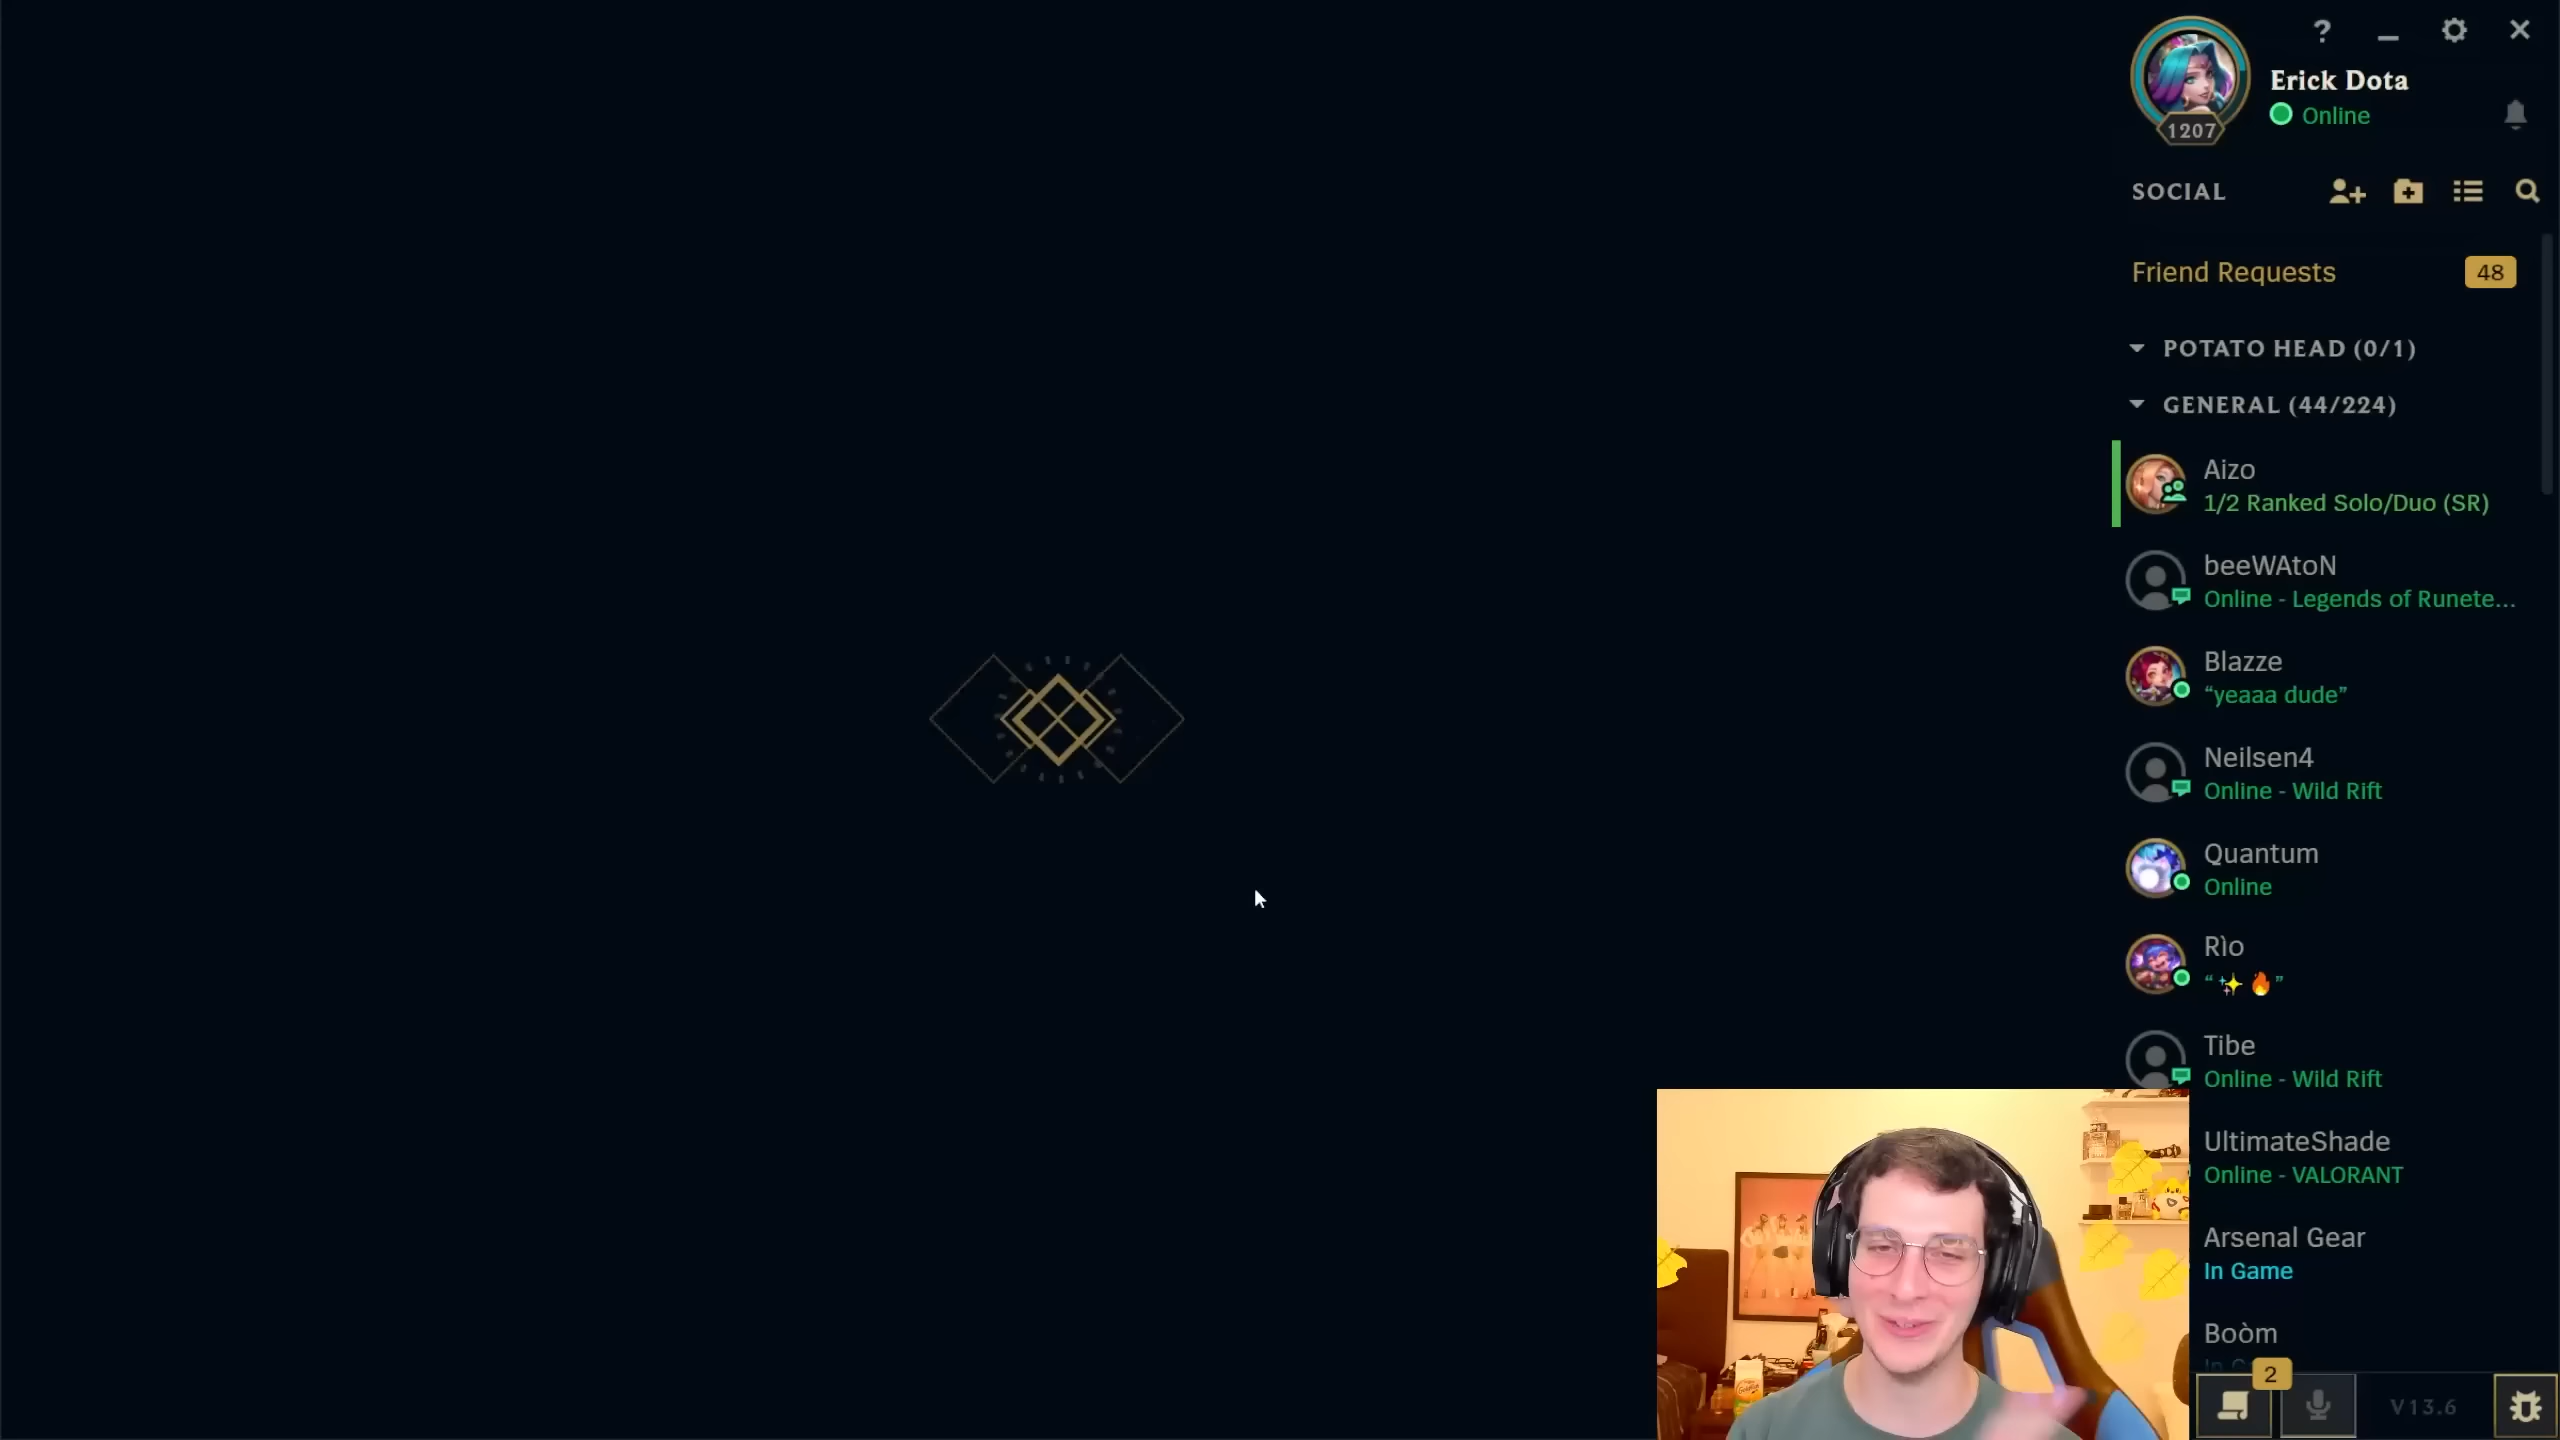 Erick Dota
Online
1207
SOCIAL
Friend Requests
48
POTATO HEAD (0/1)
GENERAL (44/224)
Aizo
1/2 Ranked Solo/Duo (SR)
beeWAtoN
Online - Legends of Runete...
Blazze
“yeaaa dude”
Neilsen4
Online - Wild Rift
Quantum
Online
Rìo
“✨🔥”
Tibe
Online - Wild Rift
UltimateShade
Online - VALORANT
Arsenal Gear
In Game
Boòm
2
V13.6